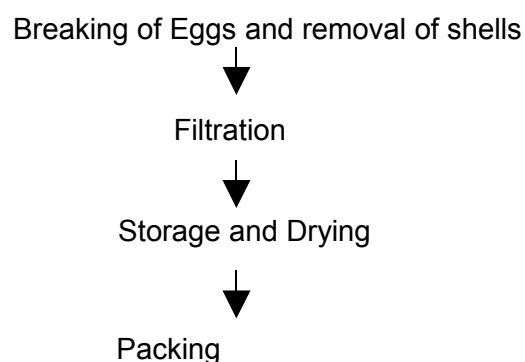 Breaking of Eggs and removal of shells
Filtration
Storage and Drying
Packing